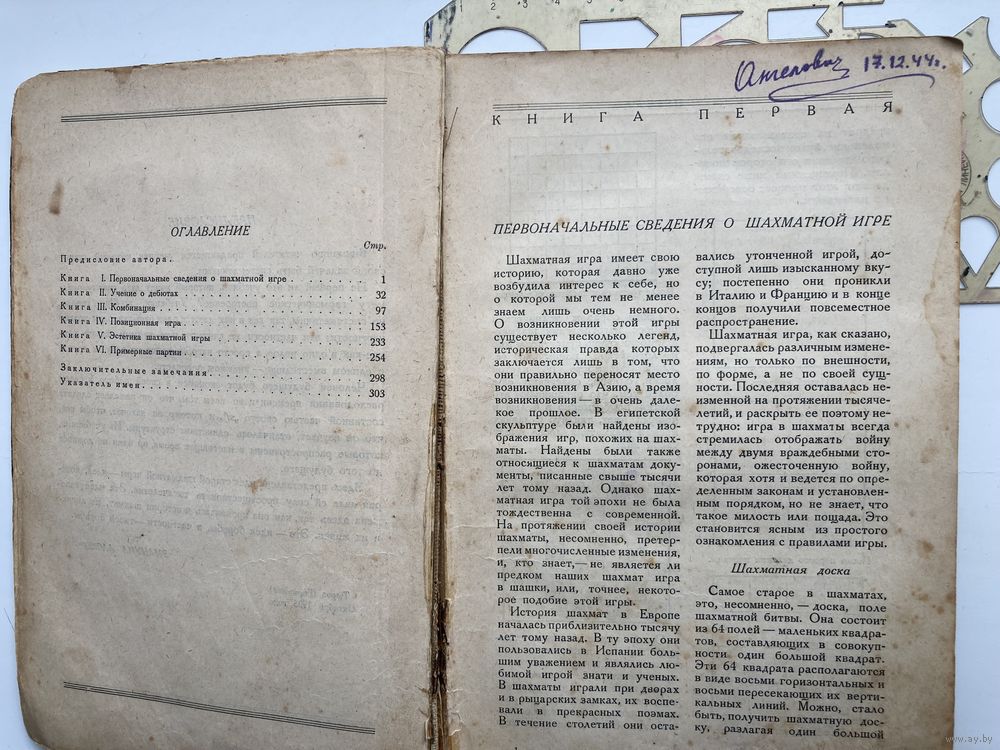 ОГЛАВЛЕНИЕ
Стр.
Предисловие автора.
Книга I. Первоначальные сведения о шахматной игре . . . . . . . . . 1
Книга II. Учение о дебютах . . . . . . . . . . . . . . . . . . . . . 32
Книга III. Комбинация . . . . . . . . . . . . . . . . . . . . . . . 97
Книга IV. Позиционная игра . . . . . . . . . . . . . . . . . . . . . 153
Книга V. Эстетика шахматной игры . . . . . . . . . . . . . . . . . . 233
Книга VI. Примерные партии . . . . . . . . . . . . . . . . . . . . . 254
Заключительные замечания . . . . . . . . . . . . . . . . . . . . . . 298
Указатель имен . . . . . . . . . . . . . . . . . . . . . . . . . . . 303
Ангелович 17.12.44г.
КНИГА ПЕРВАЯ
ПЕРВОНАЧАЛЬНЫЕ СВЕДЕНИЯ О ШАХМАТНОЙ ИГРЕ
Шахматная игра имеет свою
историю, которая давно уже
возбудила интерес к себе, но
о которой мы тем не менее
знаем лишь очень немного.
О возникновении этой игры
существует несколько легенд,
историческая правда которых
заключается лишь в том, что
они правильно переносят место
возникновения в Азию, а время
возникновения — в очень дале-
кое прошлое. В египетской
скульптуре были найдены изо-
бражения игр, похожих на шах-
маты. Найдены были также
относящиеся к шахматам доку-
менты, писанные свыше тысячи
лет тому назад. Однако шах-
матная игра той эпохи не была
тождественна с современной.
На протяжении своей истории
шахматы, несомненно, претер-
пели многочисленные изменения,
и, кто знает,— не является ли
предком наших шахмат игра
в шашки, или, точнее, некото-
рое подобие этой игры.
История шахмат в Европе
началась приблизительно тысячу
лет тому назад. В ту эпоху они
пользовались в Испании боль-
шим уважением и являлись лю-
бимой игрой знати и ученых.
В шахматы играли при дворах
и в рыцарских замках, их воспе-
вали в прекрасных поэмах.
В течение столетий они оста-
вались утонченной игрой, до-
ступной лишь изысканному вку-
су; постепенно они проникли
в Италию и Францию и в конце
концов получили повсеместное
распространение.
Шахматная игра, как сказано,
подвергалась различным измене-
ниям, но только по внешности,
по форме, а не по своей сущ-
ности. Последняя оставалась не-
изменной на протяжении тысяче-
летий, и раскрыть ее поэтому не-
трудно: игра в шахматы всегда
стремилась отображать войну
между двумя враждебными сто-
ронами, ожесточенную войну,
которая хотя и ведется по опре-
деленным законам и установлен-
ным порядком, но не знает, что
такое милость или пощада. Это
становится ясным из простого
ознакомления с правилами игры.
Шахматная доска
Самое старое в шахматах,
это, несомненно, — доска, поле
шахматной битвы. Она состоит
из 64 полей — маленьких квадра-
тов, составляющих в совокуп-
ности один большой квадрат.
Эти 64 квадрата располагаются
в виде восьми горизонтальных и
восьми пересекающих их верти-
кальных линий. Можно, стало
быть, получить шахматную дос-
ку, разлагая один большой
www.ay.by